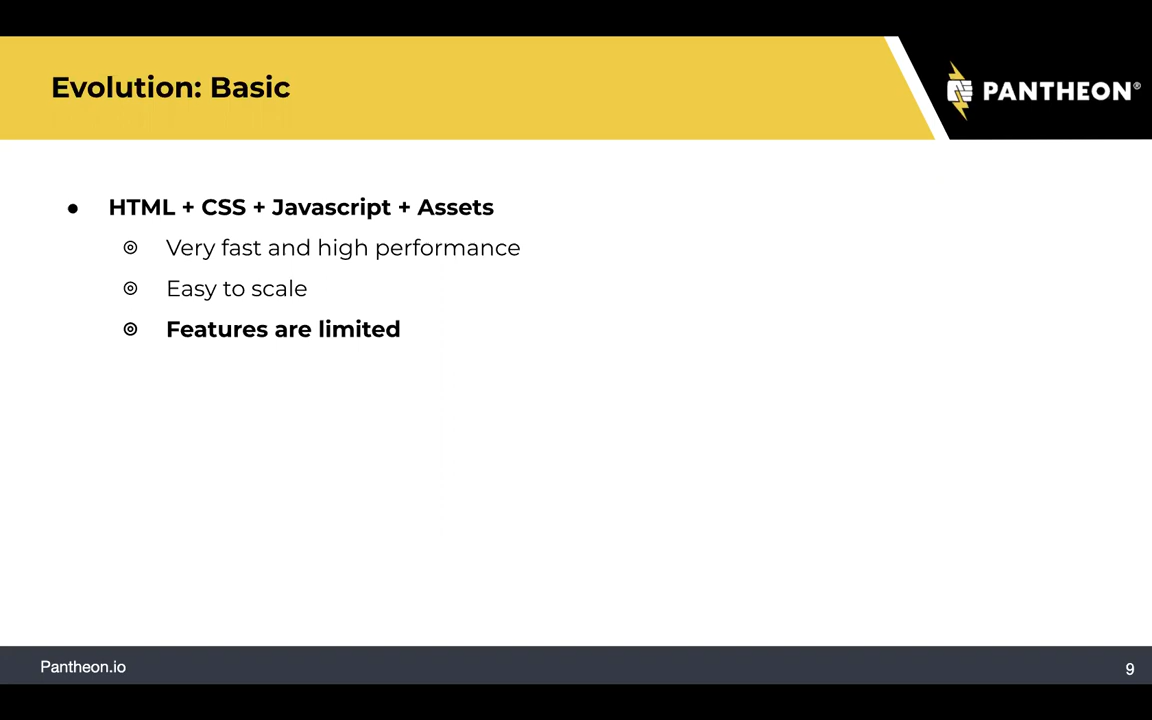 Evolution: Basic
PANTHEON®
● HTML + CSS + Javascript + Assets
◎ Very fast and high performance
◎ Easy to scale
◎ Features are limited
Pantheon.io
9